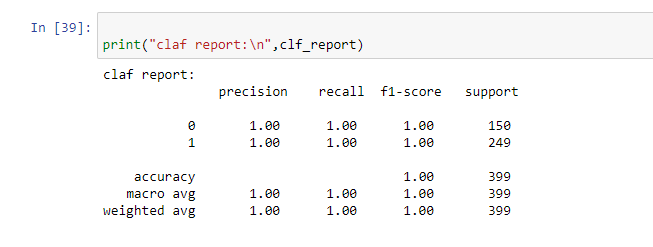 In [39]:
print("claf report:\n",clf_report)
claf report:
precision recall f1-score support
0 1.00 1.00 1.00 150
1 1.00 1.00 1.00 249
accuracy 1.00 399
macro avg 1.00 1.00 1.00 399
weighted avg 1.00 1.00 1.00 399